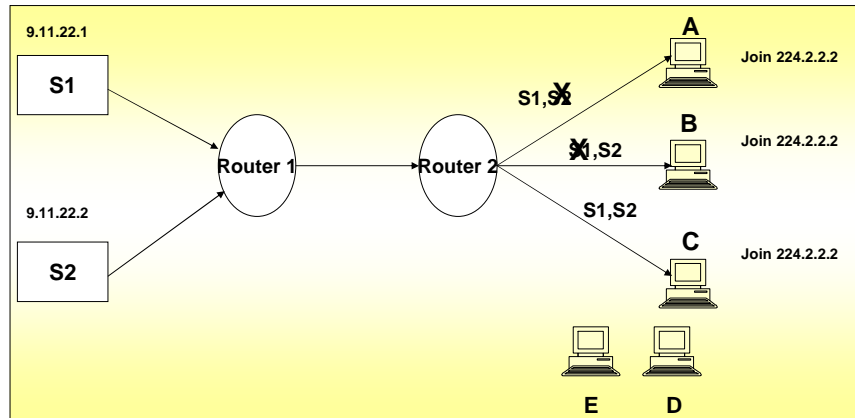 9.11.22.1
S1
A
Join 224.2.2.2
S1,S2
B
Join 224.2.2.2
Router 1
Router 2
S1,S2
9.11.22.2
S1,S2
S2
C
Join 224.2.2.2
E
D